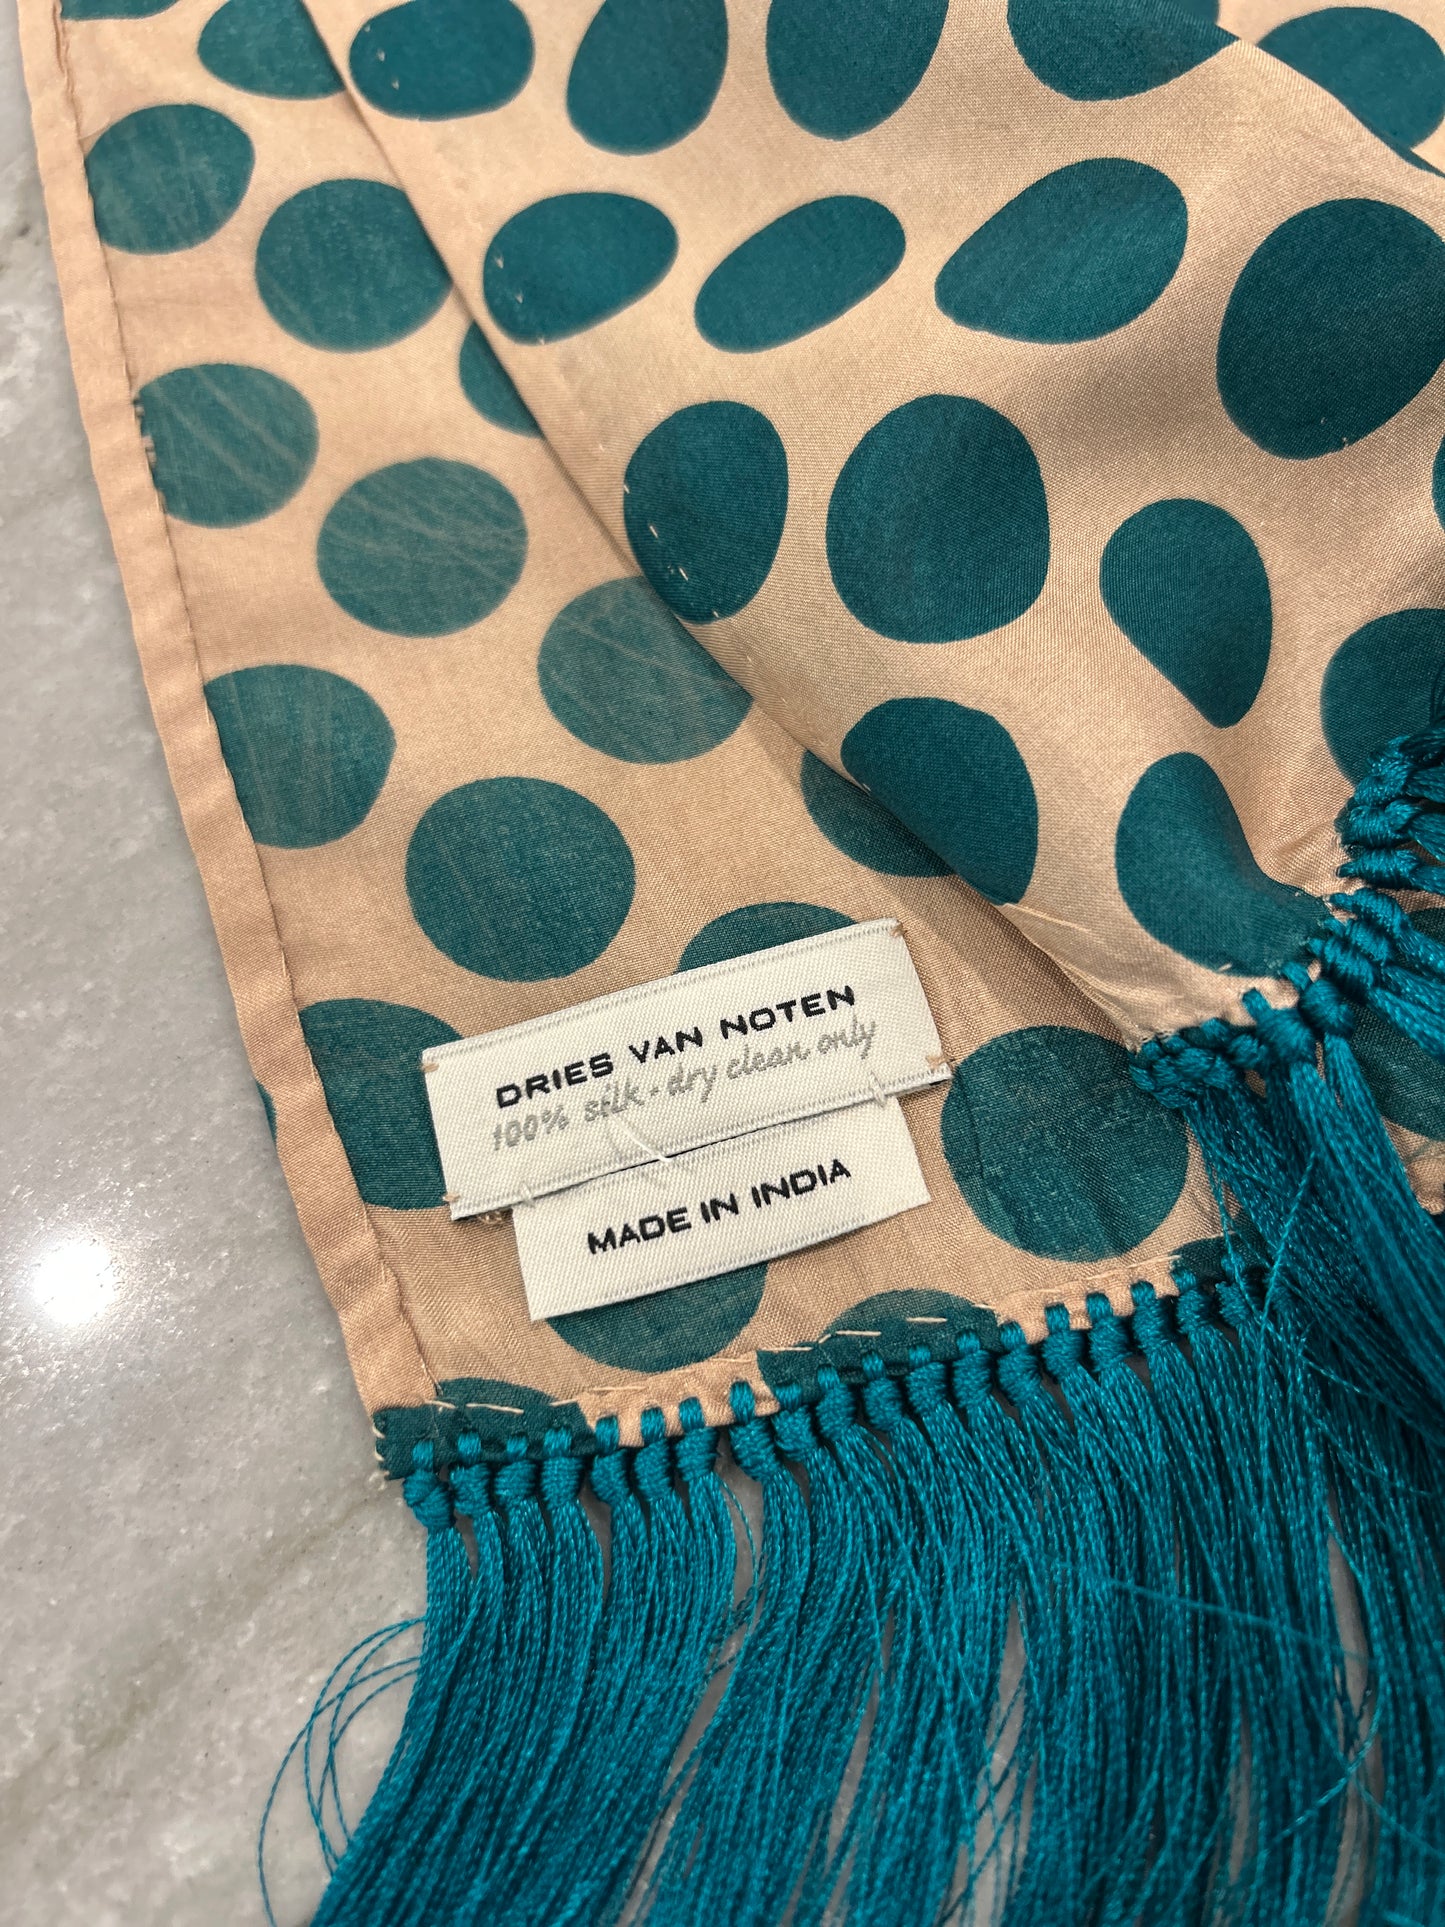 DRIES VAN NOTEN
100% silk • dry clean only
MADE IN INDIA